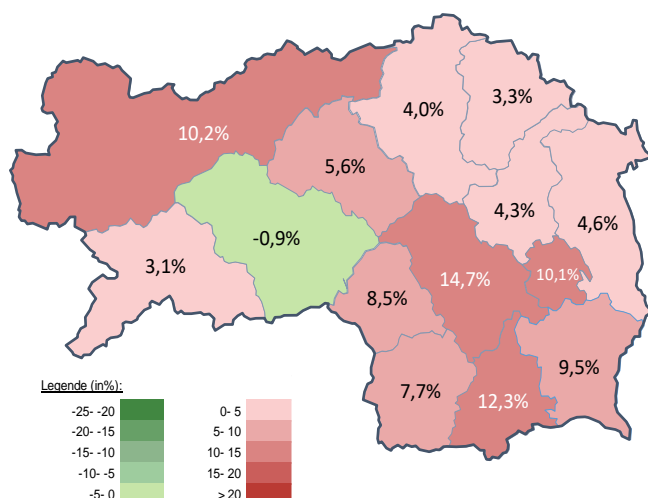 4,0%
3,3%
10,2%
5,6%
4,3%
4,6%
-0,9%
3,1%
14,7%
10,1%
8,5%
9,5%
7,7%
12,3%
Legende (in%):
-25- -20 0- 5
-20- -15 5- 10
-15- -10 10- 15
-10- -5 15- 20
-5- 0 > 20